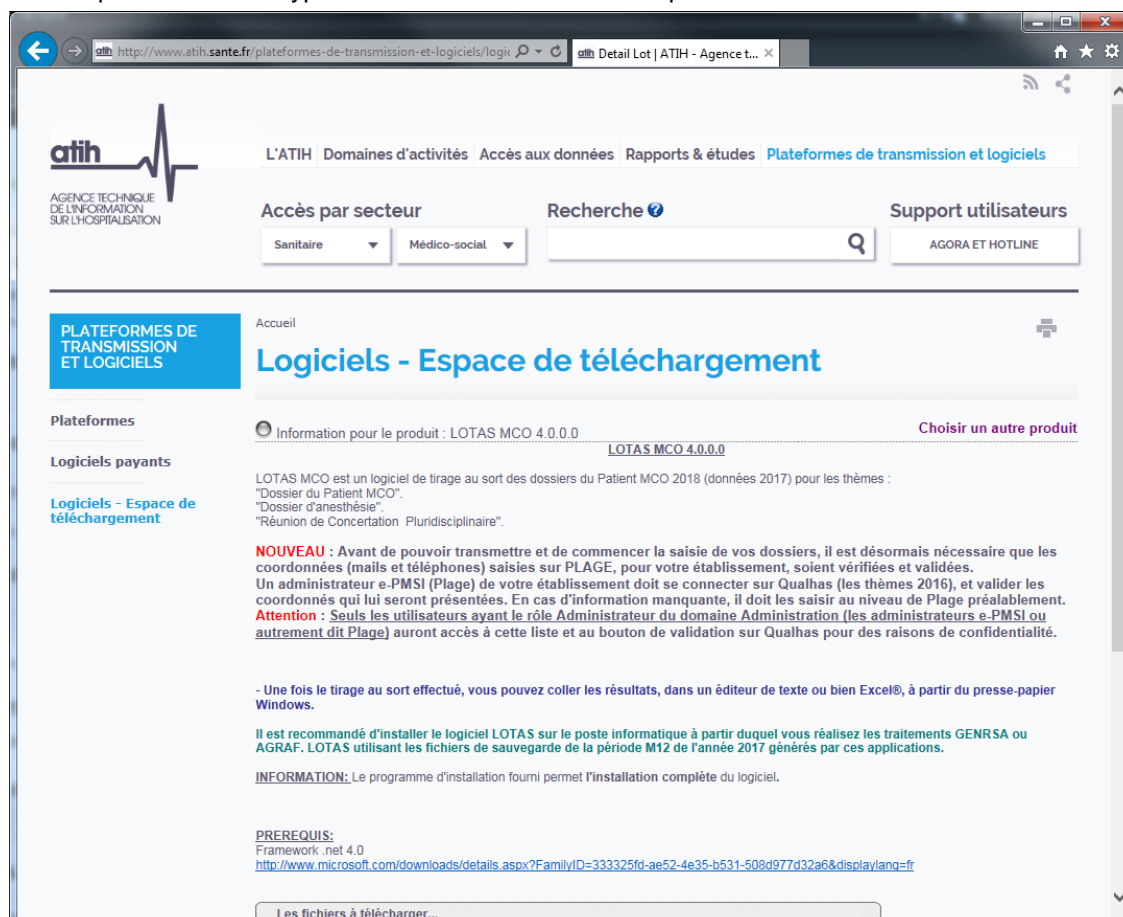 http://www.atih.sante.fr/plateformes-de-transmission-et-logiciels/logic
atih Detail Lot | ATIH - Agence t...
atih
AGENCE TECHNIQUE
DE L'INFORMATION
SUR L'HOSPITALISATION
L'ATIH Domaines d'activités Accès aux données Rapports & études Plateformes de transmission et logiciels
Accès par secteur Recherche Support utilisateurs
Sanitaire Médico-social AGORA ET HOTLINE
PLATEFORMES DE
TRANSMISSION
ET LOGICIELS
Plateformes
Logiciels payants
Logiciels - Espace de
téléchargement
Accueil
Logiciels - Espace de téléchargement
Information pour le produit : LOTAS MCO 4.0.0.0 Choisir un autre produit
LOTAS MCO 4.0.0.0
LOTAS MCO est un logiciel de tirage au sort des dossiers du Patient MCO 2018 (données 2017) pour les thèmes :
"Dossier du Patient MCO".
"Dossier d'anesthésie".
"Réunion de Concertation Pluridisciplinaire".
NOUVEAU : Avant de pouvoir transmettre et de commencer la saisie de vos dossiers, il est désormais nécessaire que les
coordonnées (mails et téléphones) saisies sur PLAGE, pour votre établissement, soient vérifiées et validées.
Un administrateur e-PMSI (Plage) de votre établissement doit se connecter sur Qualhas (les thèmes 2016), et valider les
coordonnés qui lui seront présentées. En cas d'information manquante, il doit les saisir au niveau de Plage préalablement.
Attention : Seuls les utilisateurs ayant le rôle Administrateur du domaine Administration (les administrateurs e-PMSI ou
autrement dit Plage) auront accès à cette liste et au bouton de validation sur Qualhas pour des raisons de confidentialité.
- Une fois le tirage au sort effectué, vous pouvez coller les résultats, dans un éditeur de texte ou bien Excel®, à partir du presse-papier
Windows.
Il est recommandé d'installer le logiciel LOTAS sur le poste informatique à partir duquel vous réalisez les traitements GENRSA ou
AGRAF. LOTAS utilisant les fichiers de sauvegarde de la période M12 de l'année 2017 générés par ces applications.
INFORMATION: Le programme d'installation fourni permet l'installation complète du logiciel.
PREREQUIS:
Framework .net 4.0
http://www.microsoft.com/downloads/details.aspx?FamilyID=333325fd-ae52-4e35-b531-508d977d32a6&displaylang=fr
Les fichiers à télécharger...